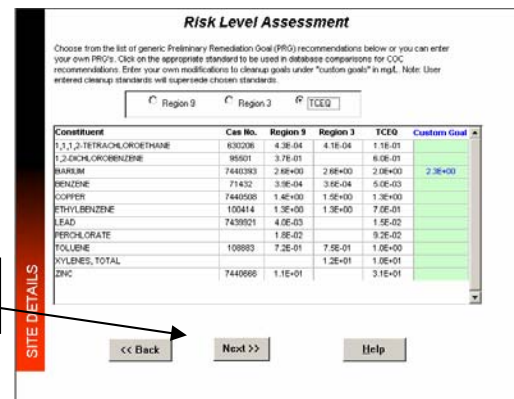 Risk Level Assessment
Choose from the list of generic Preliminary Remediation Goal (PRG) recommendations below or you can enter
your own PRG's. Click on the appropriate standard to be used in database comparisons for COC
recommendations. Enter your own modifications to cleanup goals under "custom goals" in mg/L. Note: User
entered cleanup standards will supersede chosen standards.
Region 9 Region 3 TCEQ
Constituent Cas No. Region 9 Region 3 TCEQ Custom Goal
1,1,1,2-TETRACHLOROETHANE 630206 4.3E-04 4.1E-04 1.1E-01
1,2-DICHLOROBENZENE 95501 3.7E-01 6.0E-01
BARIUM 7440393 2.6E+00 2.6E+00 2.0E+00 2.3E+00
BENZENE 71432 3.9E-04 3.6E-04 5.0E-03
COPPER 7440508 1.4E+00 1.5E+00 1.3E+00
ETHYLBENZENE 100414 1.3E+00 1.3E+00 7.0E-01
LEAD 7439921 4.0E-03 1.5E-02
PERCHLORATE 1.8E-02 9.2E-02
TOLUENE 108883 7.2E-01 7.5E-01 1.0E+00
XYLENES, TOTAL 1.2E+01 1.0E+01
ZINC 7440666 1.1E+01 3.1E+01
SITE DETAILS
<< Back Next >> Help